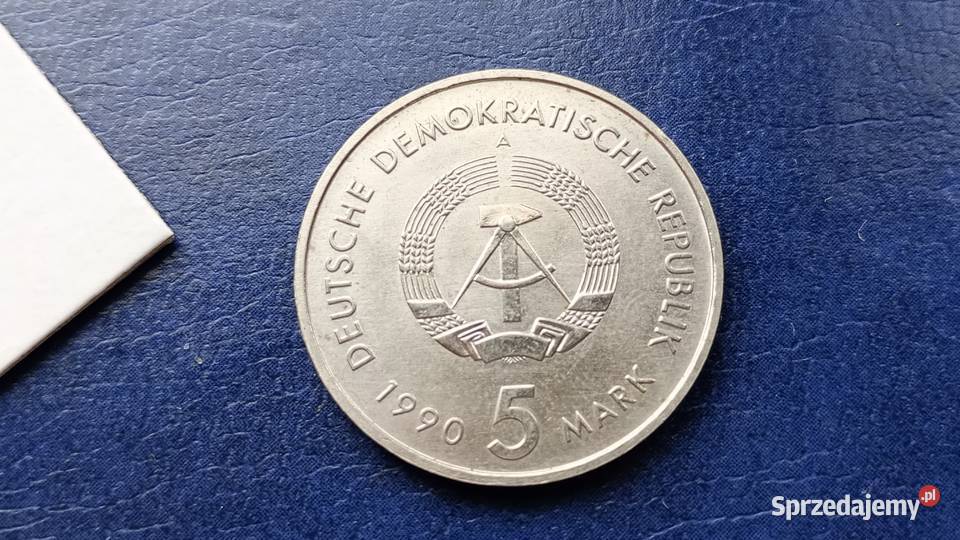 DEUTSCHE DEMOKRATISCHE REPUBLIK
A
1990 5 MARK
Sprzedajemy.pl